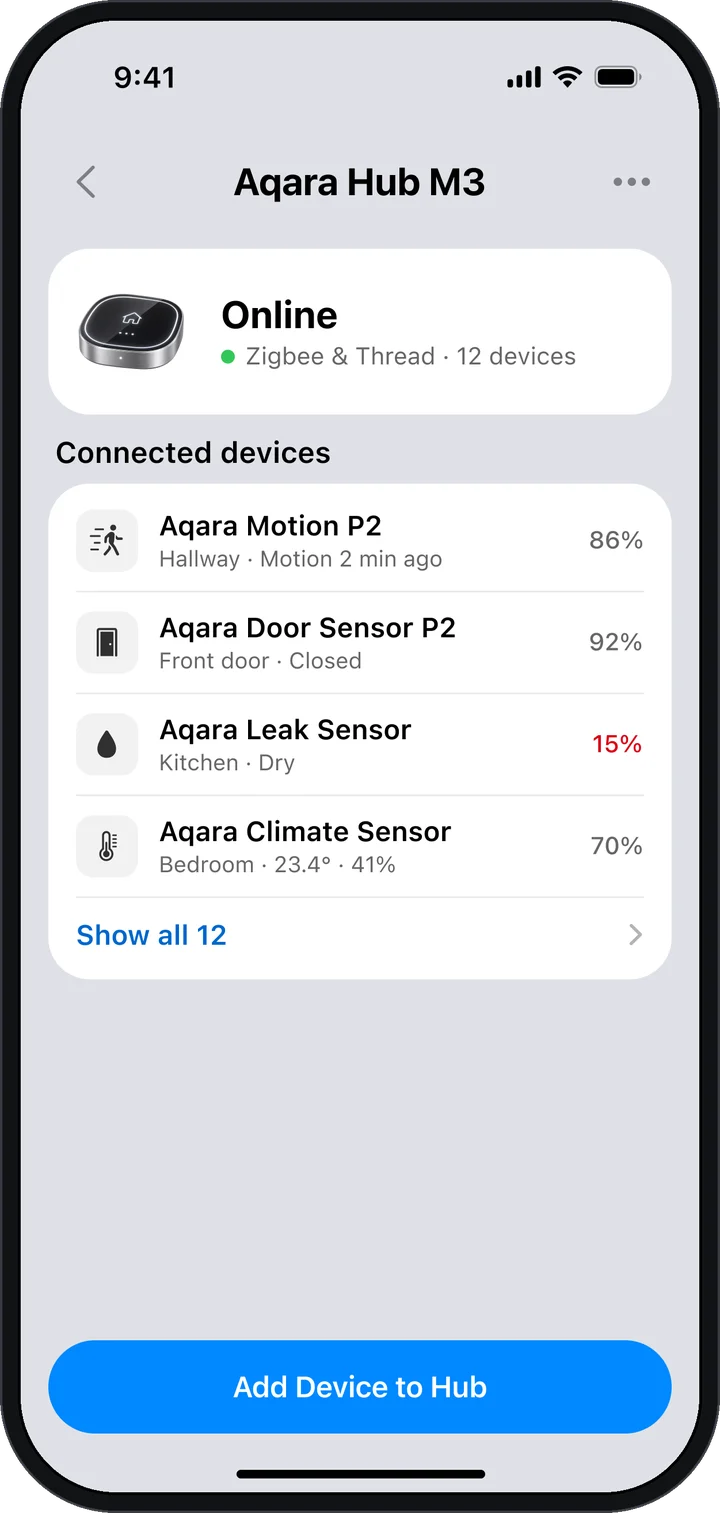 9:41
Aqara Hub M3
Online
Zigbee & Thread · 12 devices
Connected devices
Aqara Motion P2
Hallway · Motion 2 min ago
86%
Aqara Door Sensor P2
Front door · Closed
92%
Aqara Leak Sensor
Kitchen · Dry
15%
Aqara Climate Sensor
Bedroom · 23.4° · 41%
70%
Show all 12
Add Device to Hub